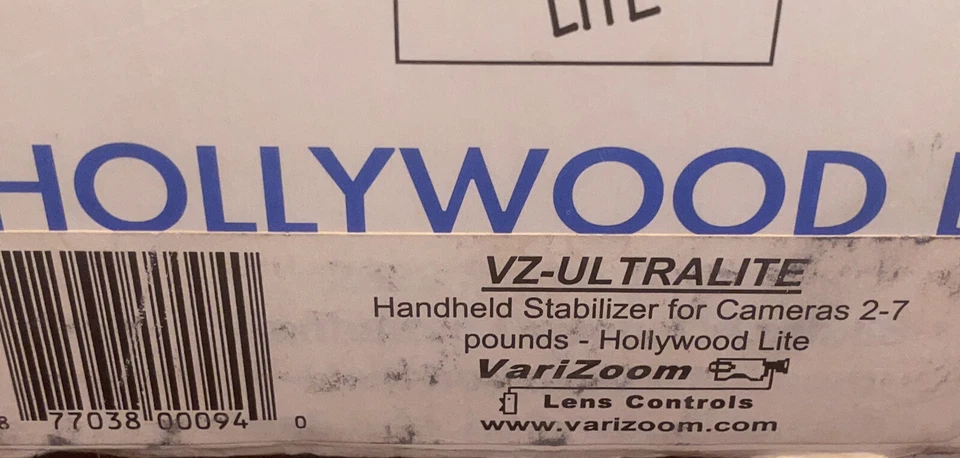 LITE
HOLLYWOOD L
VZ-ULTRALITE
Handheld Stabilizer for Cameras 2-7
pounds - Hollywood Lite
VariZoom
Lens Controls
www.varizoom.com
8 77038 00094 0